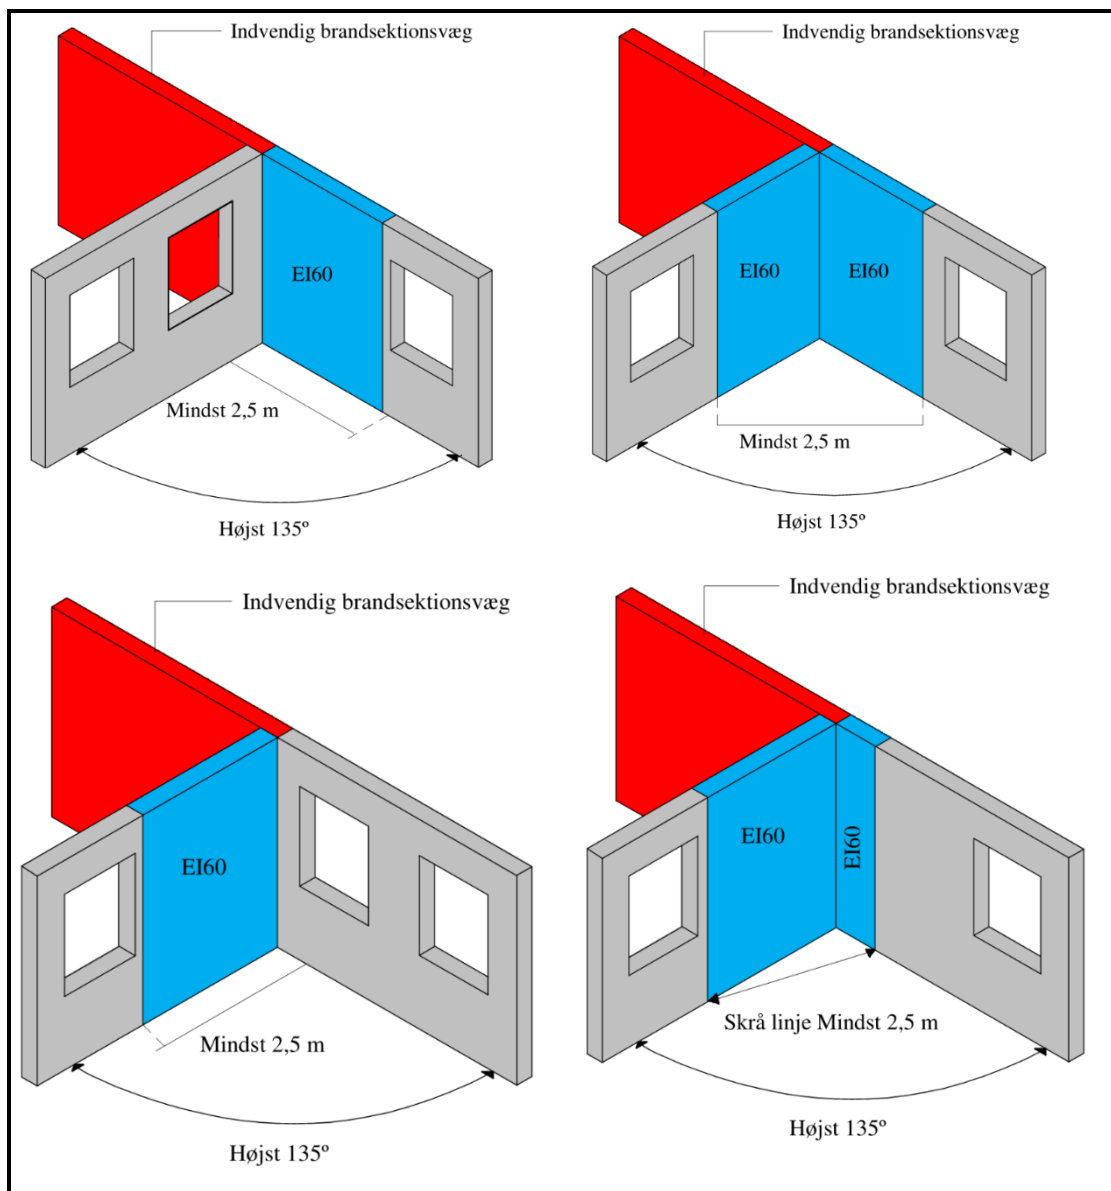 Indvendig brandsektionsvæg
EI60
Mindst 2,5 m
Højst 135º
Indvendig brandsektionsvæg
EI60
EI60
Mindst 2,5 m
Højst 135º
Indvendig brandsektionsvæg
EI60
Mindst 2,5 m
Højst 135º
Indvendig brandsektionsvæg
EI60
EI60
Skrå linje Mindst 2,5 m
Højst 135º